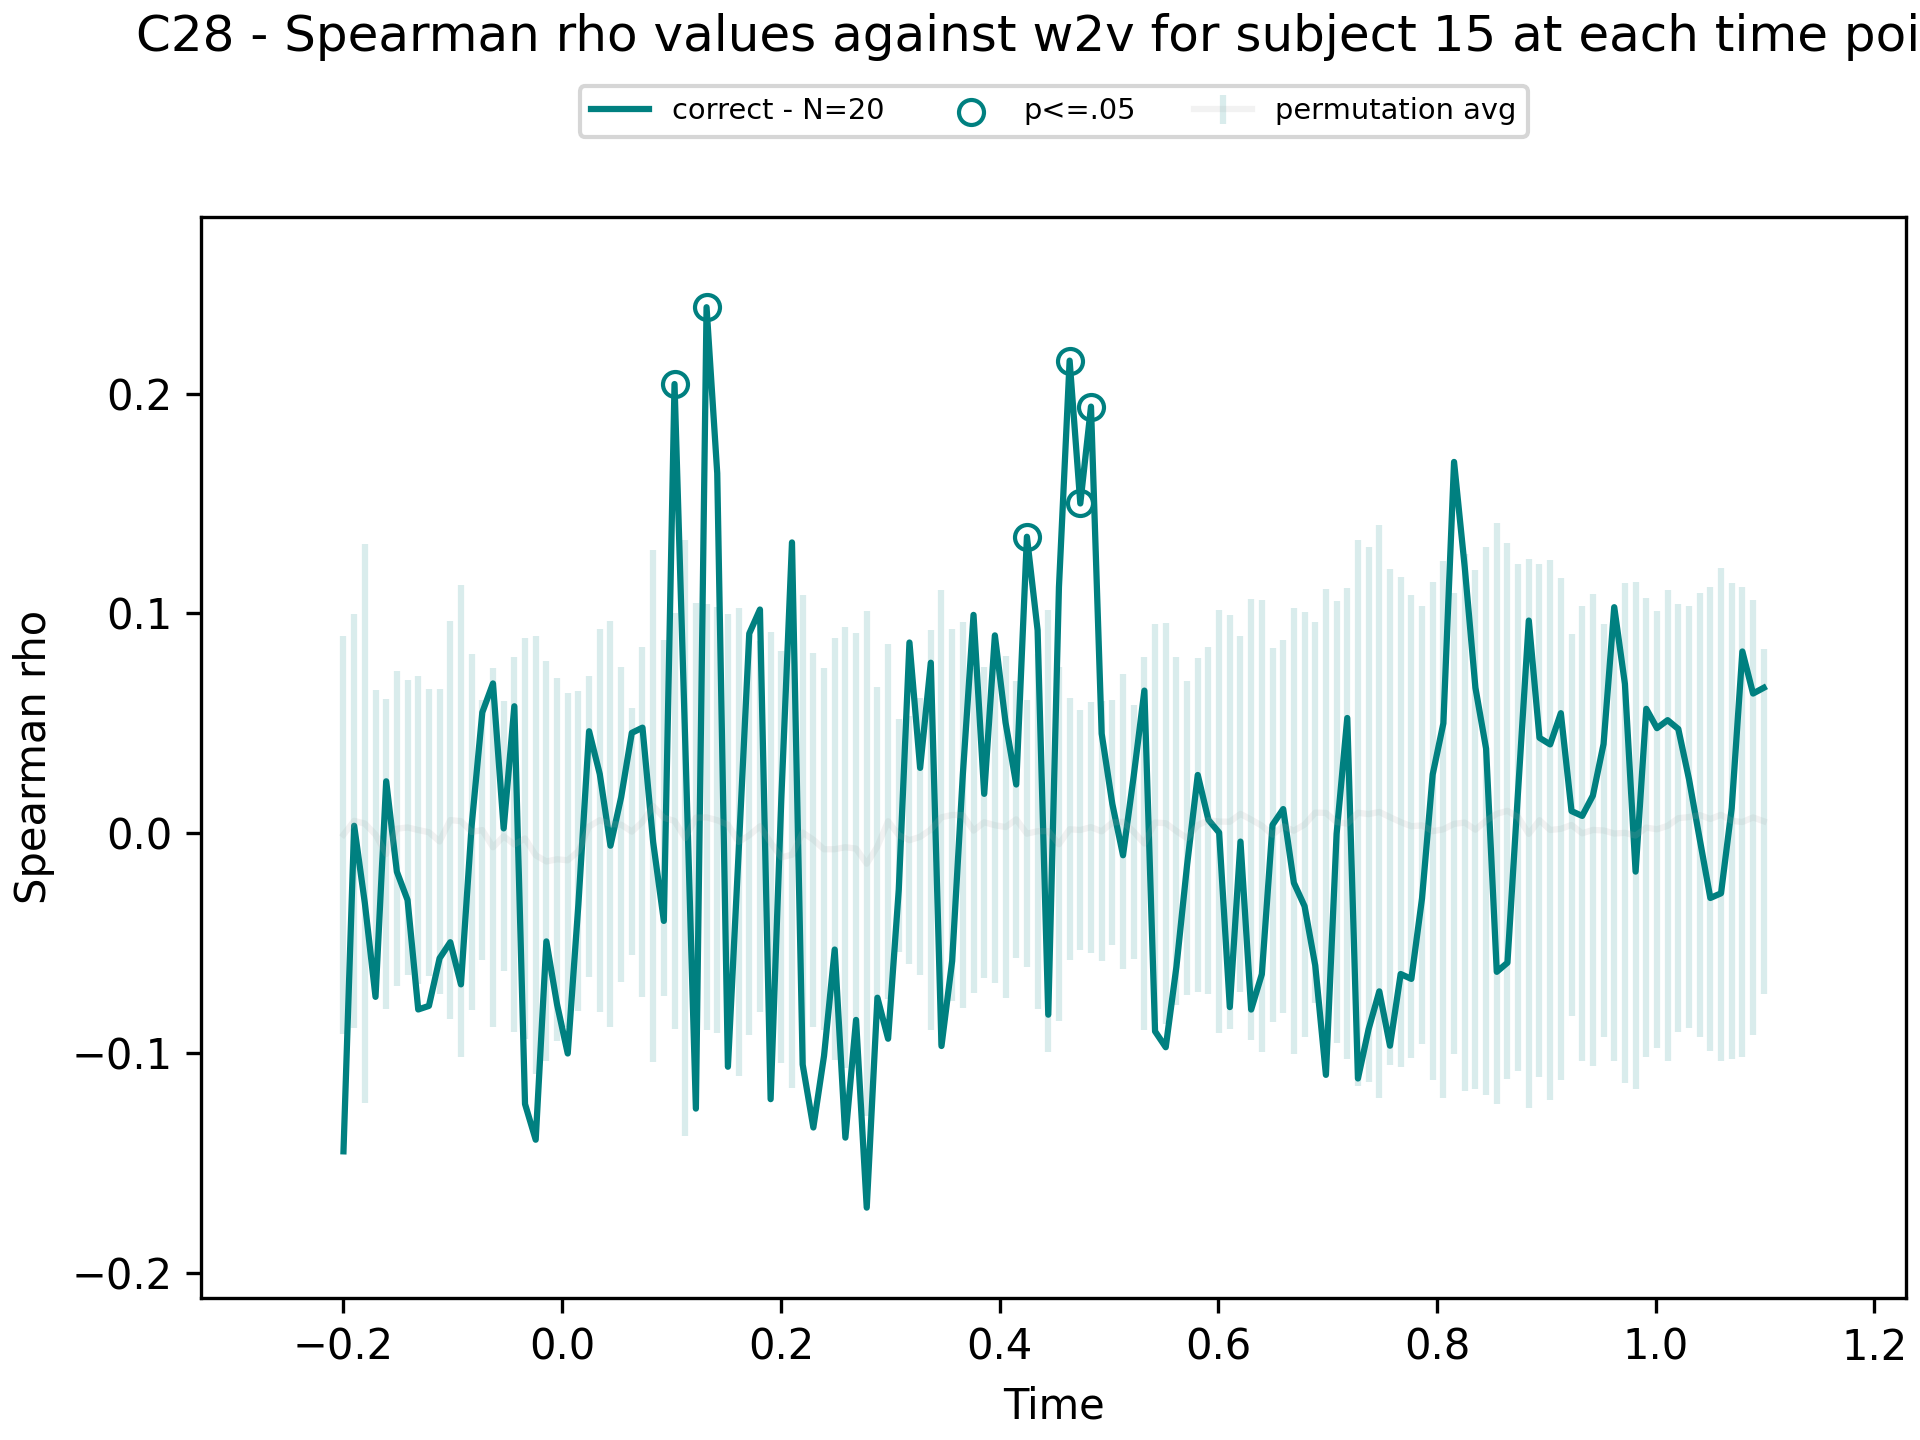 C28 - Spearman rho values against w2v for subject 15 at each time poi
correct - N=20 p<=.05 permutation avg
Spearman rho
0.2
0.1
0.0
−0.1
−0.2
−0.2 0.0 0.2 0.4 0.6 0.8 1.0 1.2
Time